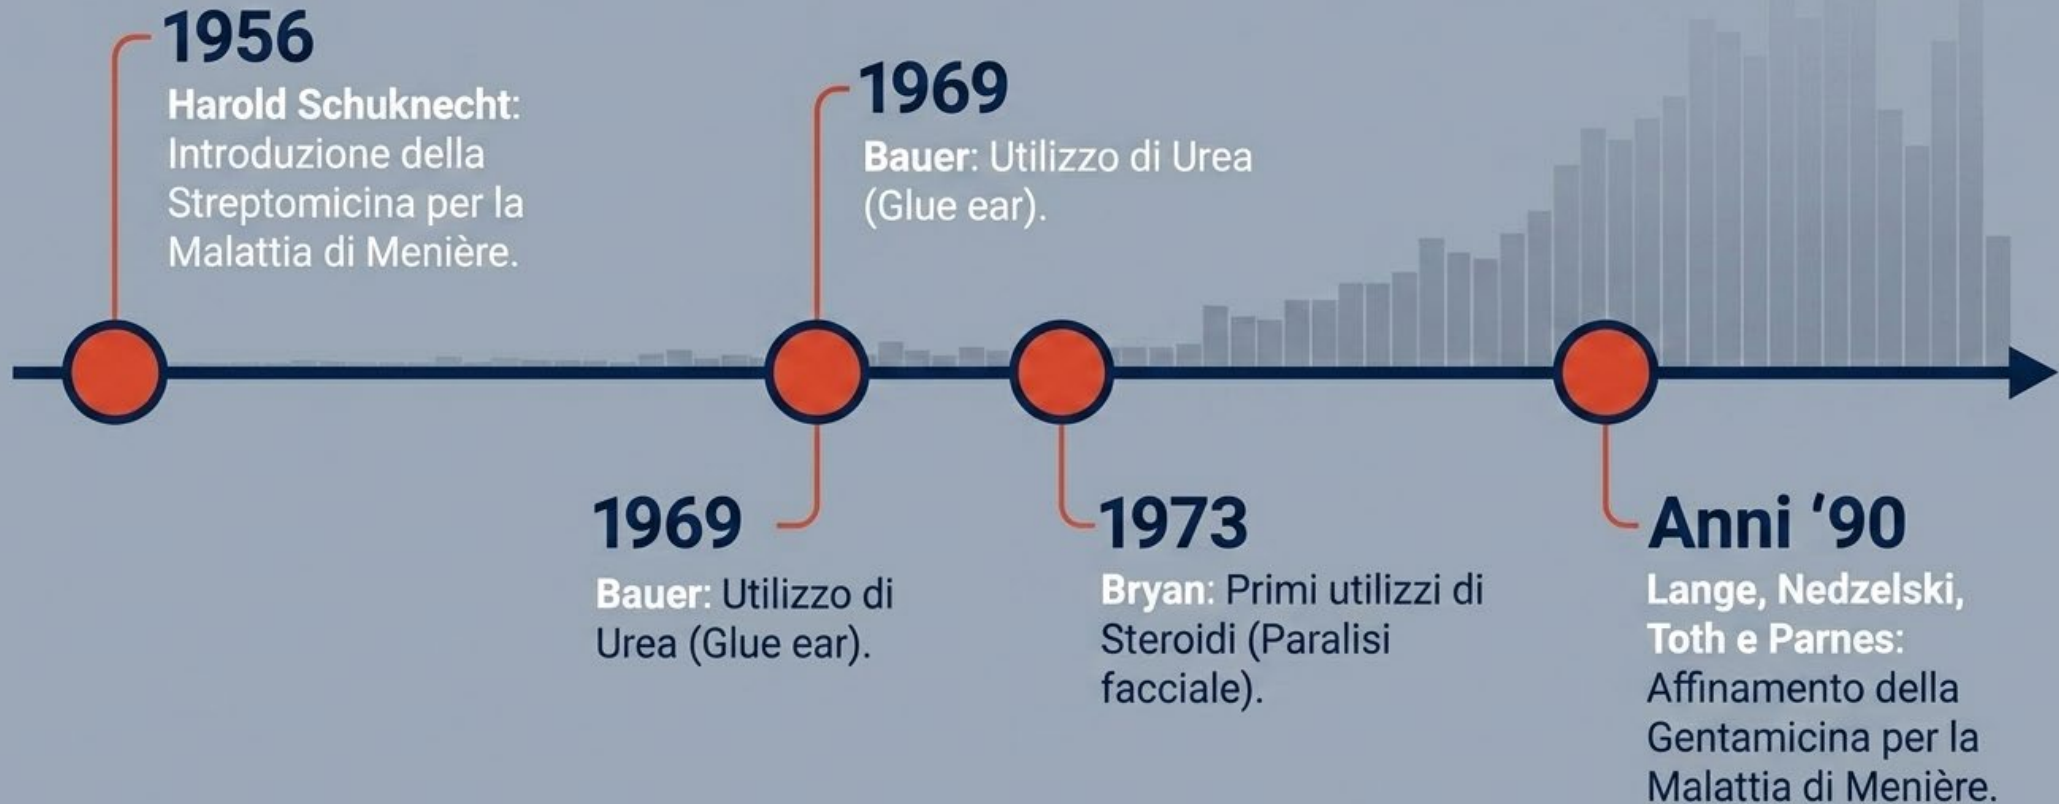 1956
Harold Schuknecht:
Introduzione della
Streptomicina per la
Malattia di Menière.
1969
Bauer: Utilizzo di Urea
(Glue ear).
1969
Bauer: Utilizzo di
Urea (Glue ear).
1973
Bryan: Primi utilizzi di
Steroidi (Paralisi
facciale).
Anni ‘90
Lange, Nedzelski,
Toth e Parnes:
Affinamento della
Gentamicina per la
Malattia di Menière.